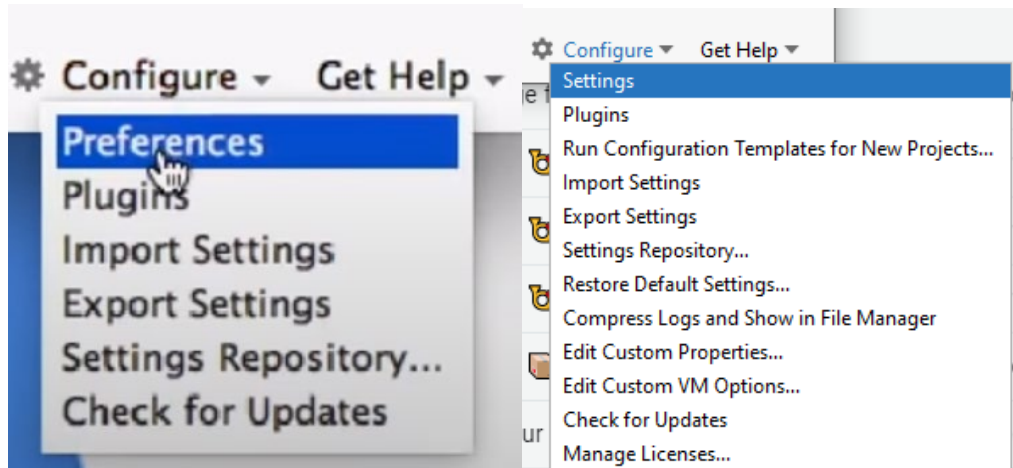 Configure Get Help
Preferences
Plugins
Import Settings
Export Settings
Settings Repository...
Check for Updates
Configure Get Help
Settings
Plugins
Run Configuration Templates for New Projects...
Import Settings
Export Settings
Settings Repository...
Restore Default Settings...
Compress Logs and Show in File Manager
Edit Custom Properties...
Edit Custom VM Options...
Check for Updates
Manage Licenses...